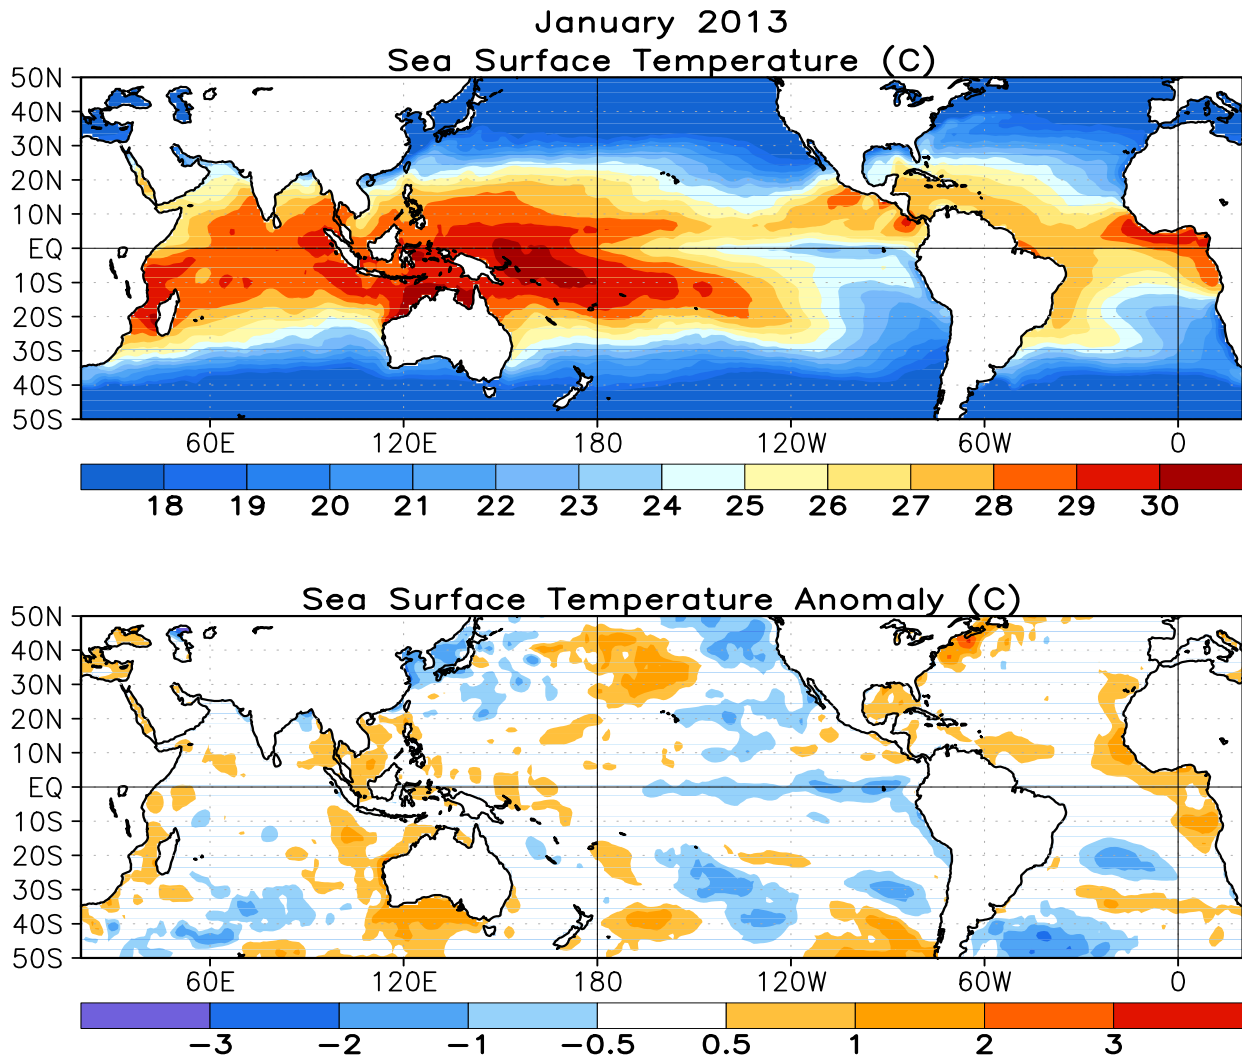 January 2013
Sea Surface Temperature (C)
50N
40N
30N
20N
10N
EQ
10S
20S
30S
40S
50S
60E 120E 180 120W 60W 0
18 19 20 21 22 23 24 25 26 27 28 29 30
Sea Surface Temperature Anomaly (C)
50N
40N
30N
20N
10N
EQ
10S
20S
30S
40S
50S
60E 120E 180 120W 60W 0
−3 −2 −1 −0.5 0.5 1 2 3